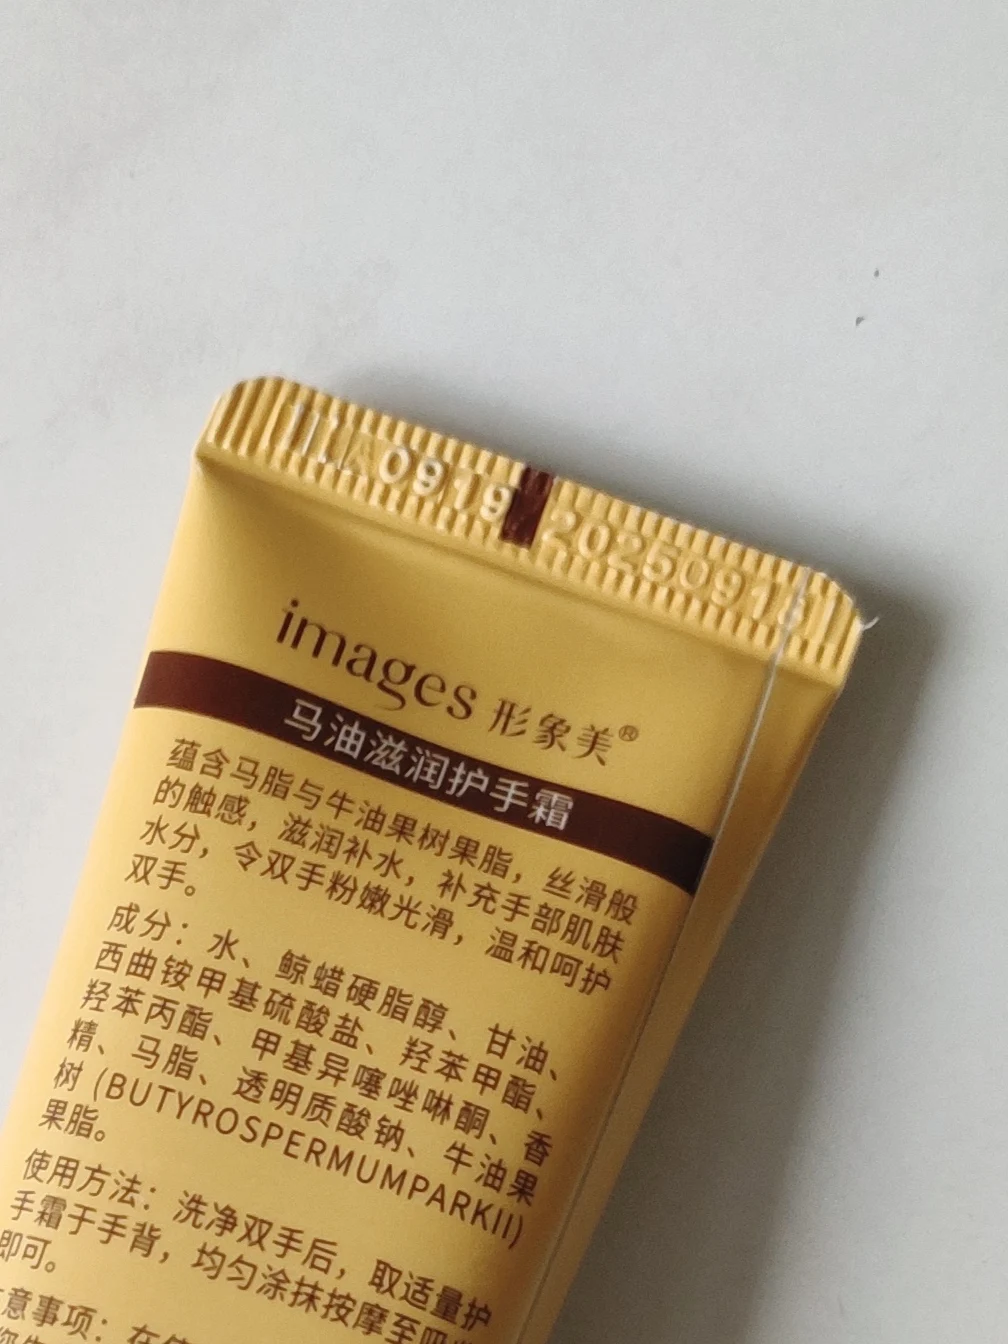 0919 20250918
images 形象美®
马油滋润护手霜
蕴含马脂与牛油果树果脂，丝滑般
的触感，滋润补水，补充手部肌肤
水分，令双手粉嫩光滑，温和呵护
双手。
成分：水、鲸蜡硬脂醇、甘油、
西曲铵甲基硫酸盐、羟苯甲酯、
羟苯丙酯、甲基异噻唑啉酮、香
精、马脂、透明质酸钠、牛油果
树 (BUTYROSPERMUMPARKII)
果脂。
使用方法：洗净双手后，取适量护
手霜于手背，均匀涂抹按摩至吸收
即可。
意事项：在使